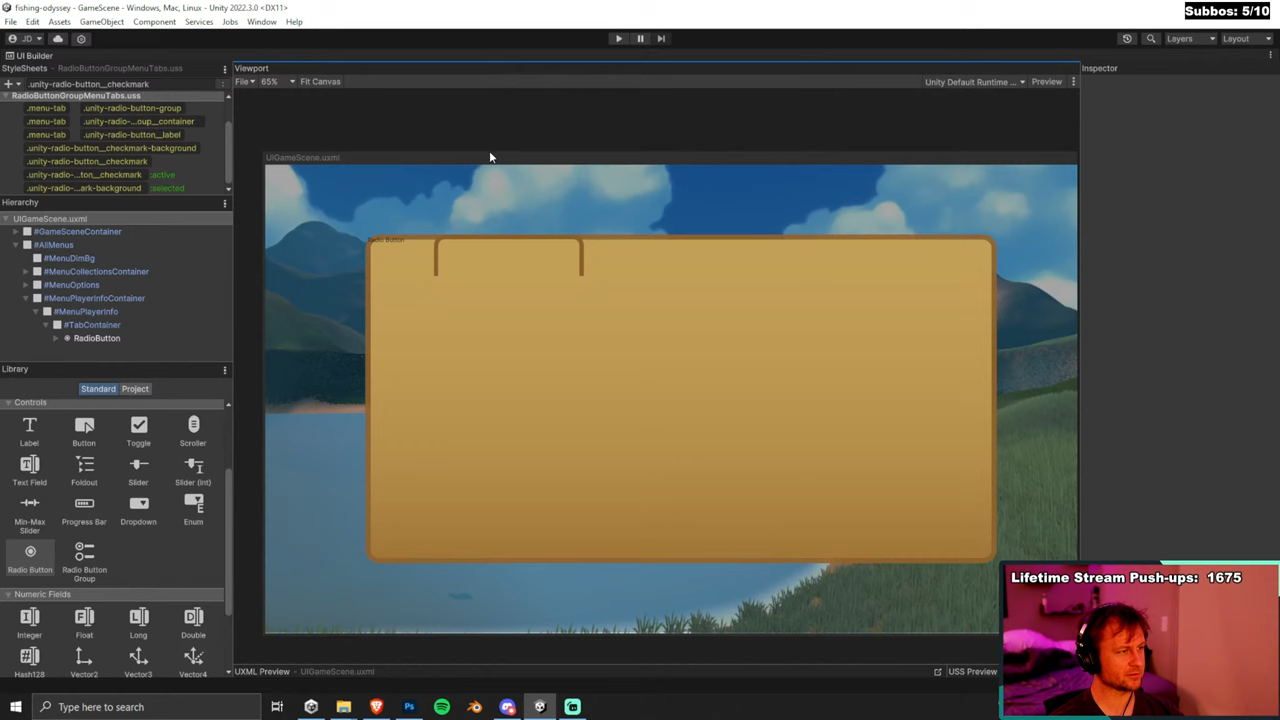 fishing-odyssey - GameScene - Windows, Mac, Linux - Unity 2022.3.0 <DX11>
Subbos: 5/10
File Edit Assets GameObject Component Services Jobs Window Help
JD Layers Layout
UI Builder
StyleSheets RadioButtonGroupMenuTabs.uss
Viewport
Inspector
.unity-radio-button__checkmark
File 65% Fit Canvas Unity Default Runtime ... Preview
RadioButtonGroupMenuTabs.uss
.menu-tab .unity-radio-button-group
.menu-tab .unity-radio-...oup__container
.menu-tab .unity-radio-button__label
.unity-radio-button__checkmark-background
.unity-radio-button__checkmark
.unity-radio-...ton__checkmark :active
.unity-radio-...ark-background :selected
Hierarchy
UIGameScene.uxml
#GameSceneContainer
#AllMenus
#MenuDimBg
#MenuCollectionsContainer
#MenuOptions
#MenuPlayerInfoContainer
#MenuPlayerInfo
#TabContainer
RadioButton
UIGameScene.uxml
Radio Button
Library
Standard Project
Controls
Label Button Toggle Scroller
Text Field Foldout Slider Slider (Int)
Min-Max Slider Progress Bar Dropdown Enum
Radio Button Radio Button Group
Numeric Fields
Integer Float Long Double
Hash128 Vector2 Vector3 Vector4
UXML Preview UIGameScene.uxml USS Preview
Lifetime Stream Push-ups: 1675
Type here to search